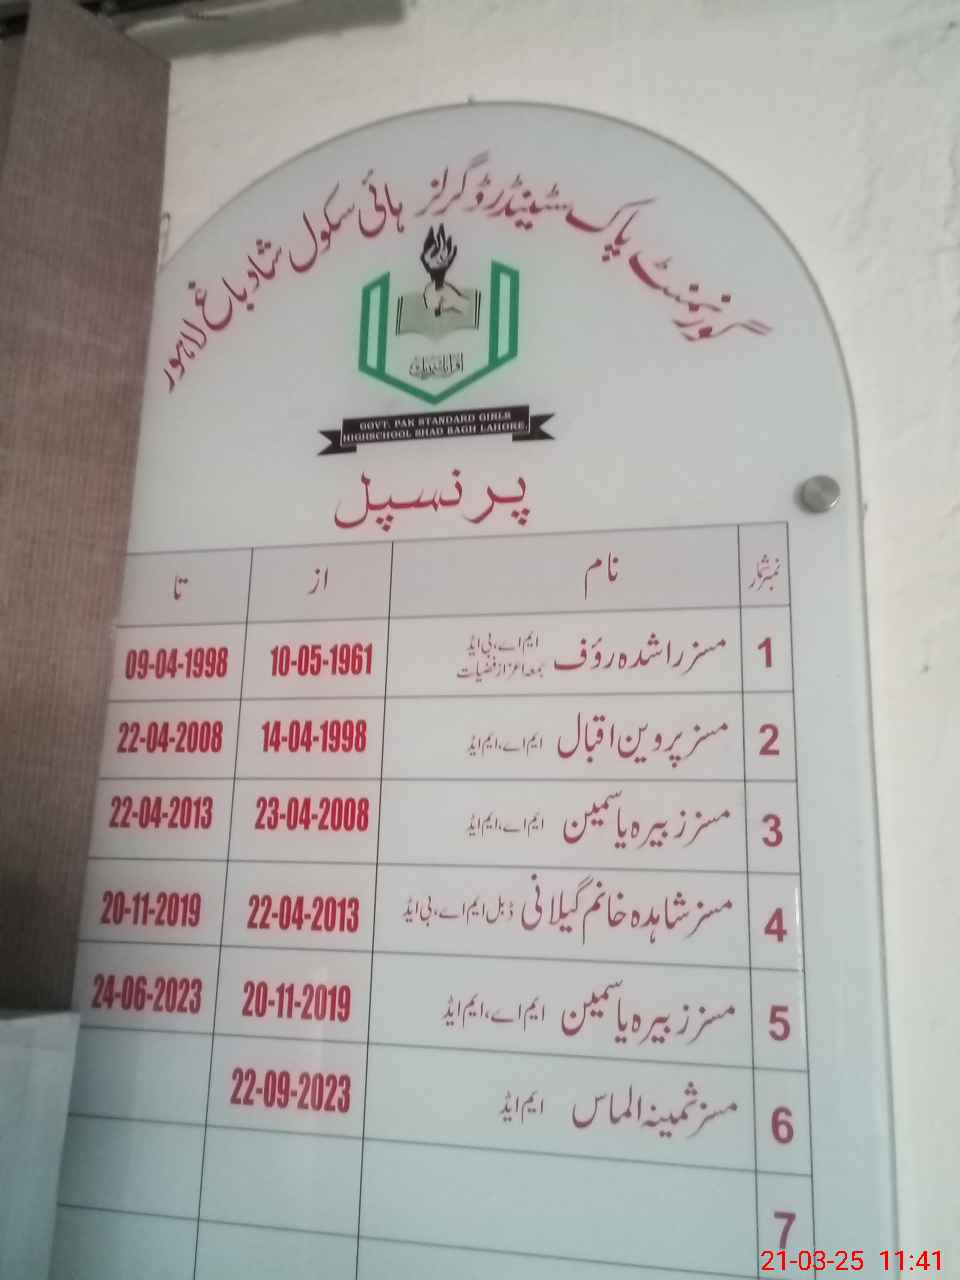 گورنمنٹ پاک سٹینڈرڈ گرلز ہائی سکول شادباغ لاہور
GOVT. PAK STANDARD GIRLS
HIGHSCHOOL SHAD BAGH LAHORE.
پرنسپل
نمبرشمار نام از تا
1 مسز راشدہ رؤف ایم اے، بی ایڈ 10-05-1961 09-04-1998
بمعہ اعزاز فضیات
2 مسز پروین اقبال ایم اے، ایم ایڈ 14-04-1998 22-04-2008
3 مسز زبیرہ یاسمین ایم اے، ایم ایڈ 23-04-2008 22-04-2013
4 مسز شاہدہ خانم گیلانی ڈبل ایم اے، بی ایڈ 22-04-2013 20-11-2019
5 مسز زبیرہ یاسمین ایم اے، ایم ایڈ 20-11-2019 24-06-2023
6 مسز ثمینہ الماس ایم ایڈ 22-09-2023
7
21-03-25 11:41